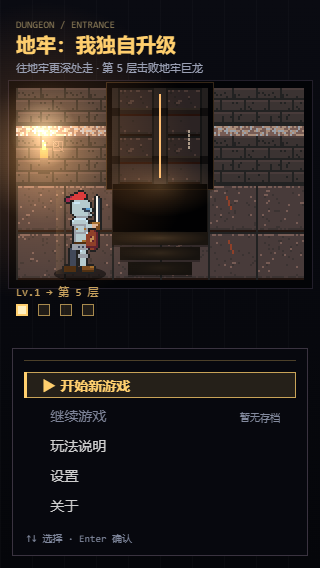 DUNGEON / ENTRANCE
地牢：我独自升级
往地牢更深处走 · 第 5 层击败地牢巨龙
Lv.1 → 第 5 层
▶ 开始新游戏
继续游戏 暂无存档
玩法说明
设置
关于
↑↓ 选择 · Enter 确认